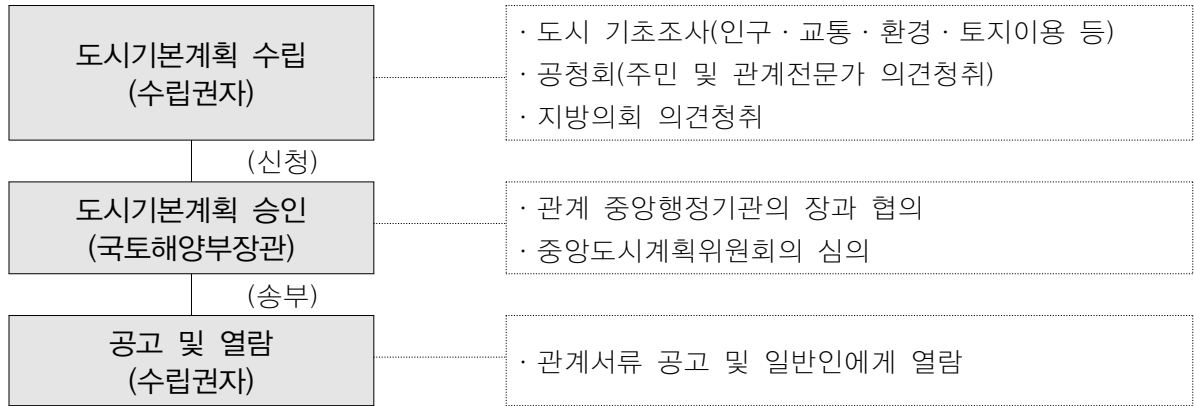 도시기본계획 수립
(수립권자)
· 도시 기초조사(인구 · 교통 · 환경 · 토지이용 등)
· 공청회(주민 및 관계전문가 의견청취)
· 지방의회 의견청취
(신청)
도시기본계획 승인
(국토해양부장관)
· 관계 중앙행정기관의 장과 협의
· 중앙도시계획위원회의 심의
(송부)
공고 및 열람
(수립권자)
· 관계서류 공고 및 일반인에게 열람